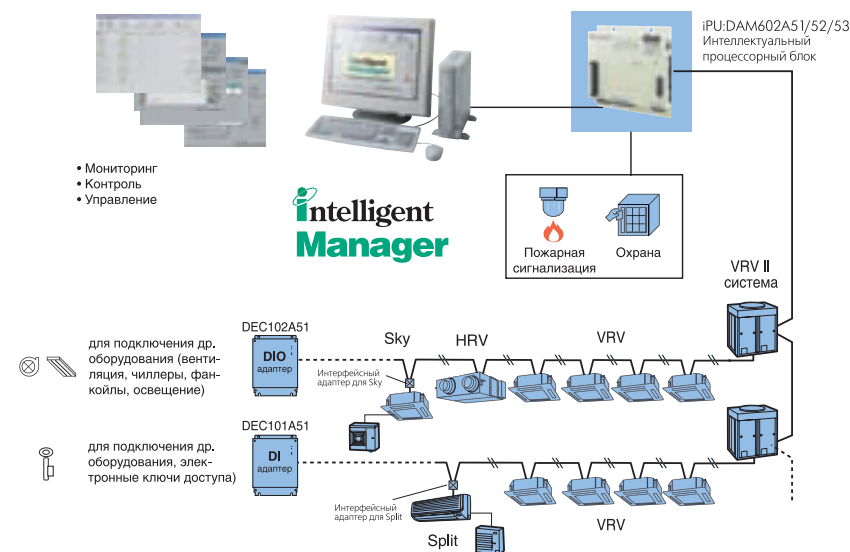 iPU:DAM602A51/52/53
Интеллектуальный
процессорный блок
• Мониторинг
• Контроль
• Управление
intelligent
Manager
Пожарная
сигнализация
Охрана
VRV II
система
DEC102A51
DIO
адаптер
для подключения др.
оборудования (венти-
ляция, чиллеры, фан-
койлы, освещение)
Sky
HRV
VRV
Интерфейсный
адаптер для Sky
DEC101A51
DI
адаптер
для подключения др.
оборудования, элек-
тронные ключи доступа)
Интерфейсный
адаптер для Split
Split
VRV